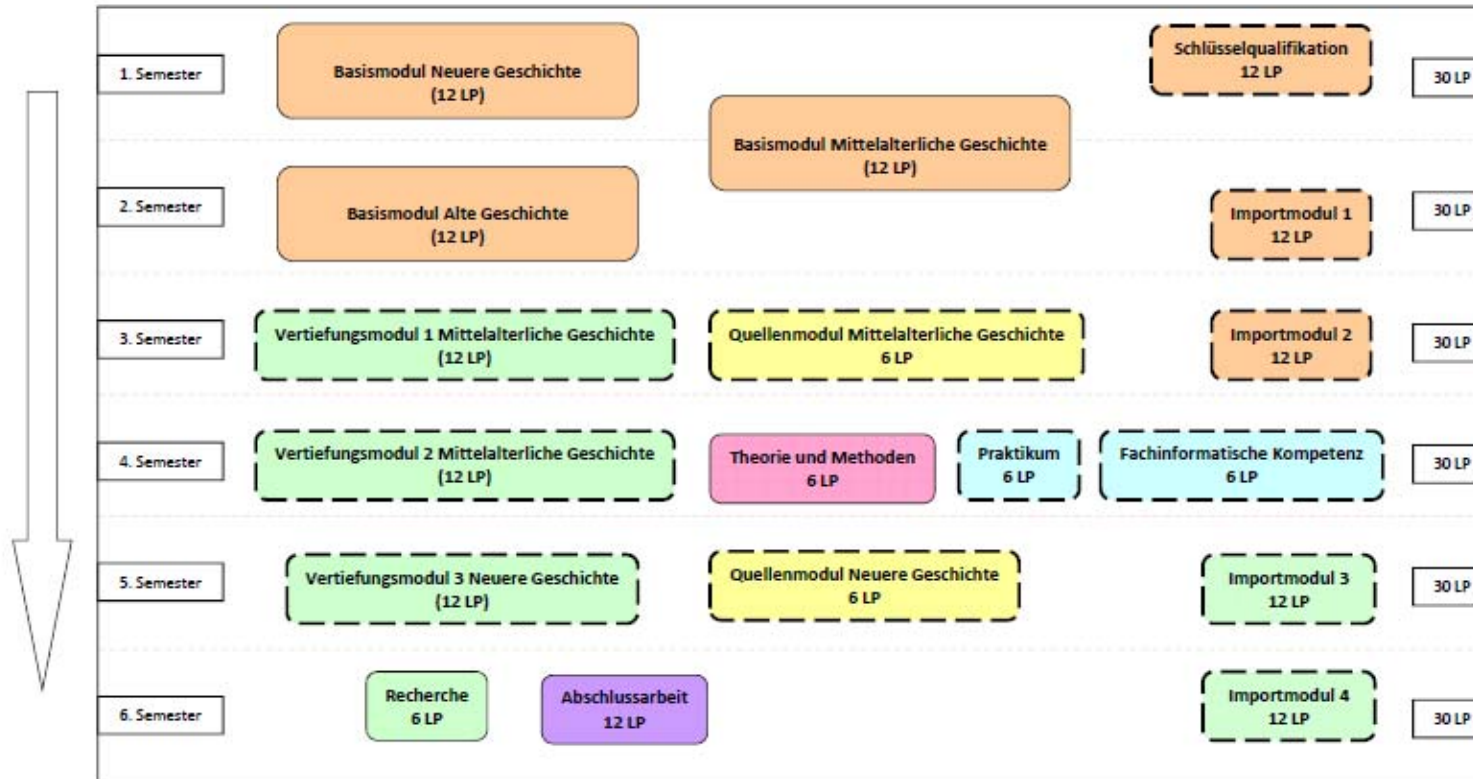 1. Semester
Basismodul Neuere Geschichte
(12 LP)
Schlüsselqualifikation
12 LP
30 LP
Basismodul Mittelalterliche Geschichte
(12 LP)
2. Semester
Basismodul Alte Geschichte
(12 LP)
Importmodul 1
12 LP
30 LP
3. Semester
Vertiefungsmodul 1 Mittelalterliche Geschichte
(12 LP)
Quellenmodul Mittelalterliche Geschichte
6 LP
Importmodul 2
12 LP
30 LP
4. Semester
Vertiefungsmodul 2 Mittelalterliche Geschichte
(12 LP)
Theorie und Methoden
6 LP
Praktikum
6 LP
Fachinformatische Kompetenz
6 LP
30 LP
5. Semester
Vertiefungsmodul 3 Neuere Geschichte
(12 LP)
Quellenmodul Neuere Geschichte
6 LP
Importmodul 3
12 LP
30 LP
6. Semester
Recherche
6 LP
Abschlussarbeit
12 LP
Importmodul 4
12 LP
30 LP